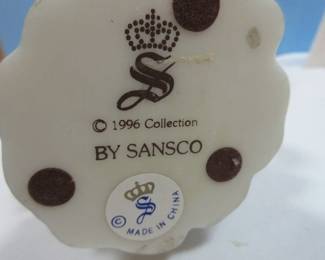 S
© 1996 Collection
BY SANSCO
S
©
MADE IN CHINA